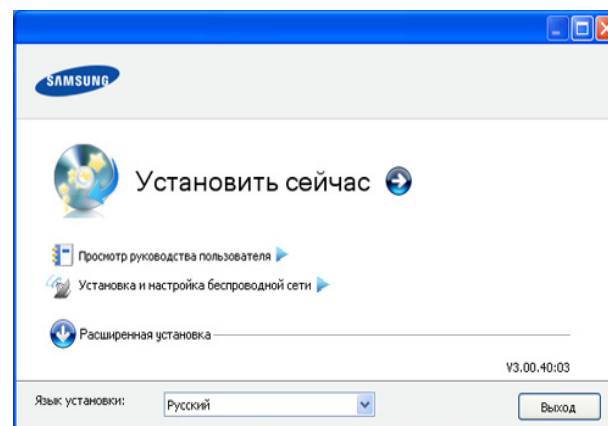 SAMSUNG
Установить сейчас
Просмотр руководства пользователя
Установка и настройка беспроводной сети
Расширенная установка
V3.00.40:03
Язык установки: Русский Выход